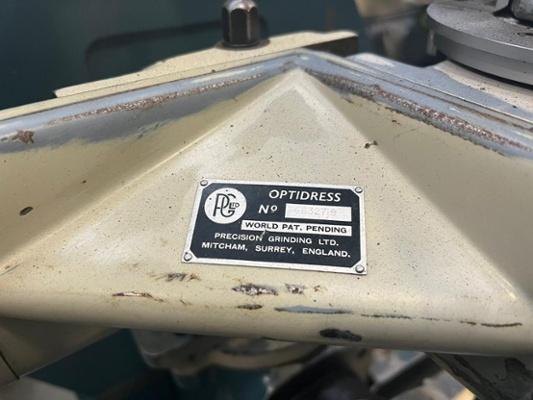 PG LTD
OPTIDRESS
Nº
WORLD PAT. PENDING
PRECISION GRINDING LTD.
MITCHAM, SURREY, ENGLAND.